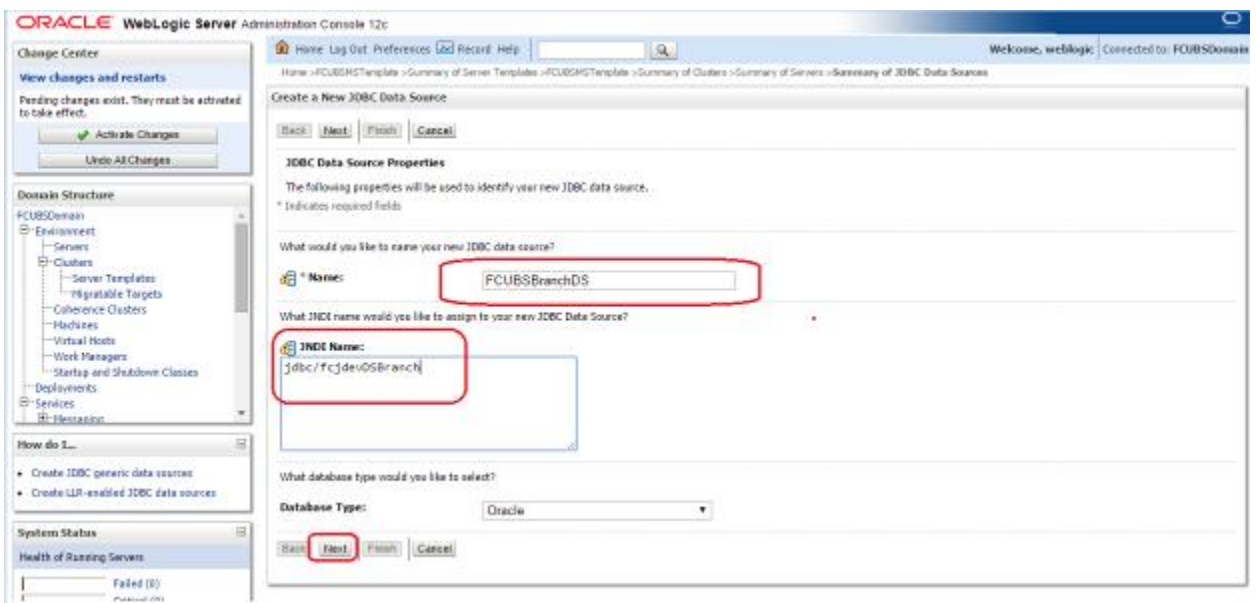 ORACLE WebLogic Server Administration Console 12c
Change Center
View changes and restarts
Pending changes exist. They must be activated
to take effect.
Activate Changes
Undo All Changes
Domain Structure
FCUBSDomain
Environment
Servers
Clusters
Server Templates
Migratable Targets
Coherence Clusters
Machines
Virtual Hosts
Work Managers
Startup and Shutdown Classes
Deployments
Services
Messaging
How do I...
Create JDBC generic data sources
Create LLR-enabled JDBC data sources
System Status
Health of Running Servers
Failed (0)
Critical (0)
Home Log Out Preferences Record Help
Welcome, weblogic Connected to: FCUBSDomain
Home >FCUBSMSTemplate >Summary of Server Templates >FCUBSMSTemplate >Summary of Clusters >Summary of Servers >Summary of JDBC Data Sources
Create a New JDBC Data Source
Back Next Finish Cancel
JDBC Data Source Properties
The following properties will be used to identify your new JDBC data source.
* Indicates required fields
What would you like to name your new JDBC data source?
* Name: FCUBSBranchDS
What JNDI name would you like to assign to your new JDBC Data Source?
JNDI Name:
jdbc/fcjdevDSBranch
What database type would you like to select?
Database Type: Oracle
Back Next Finish Cancel